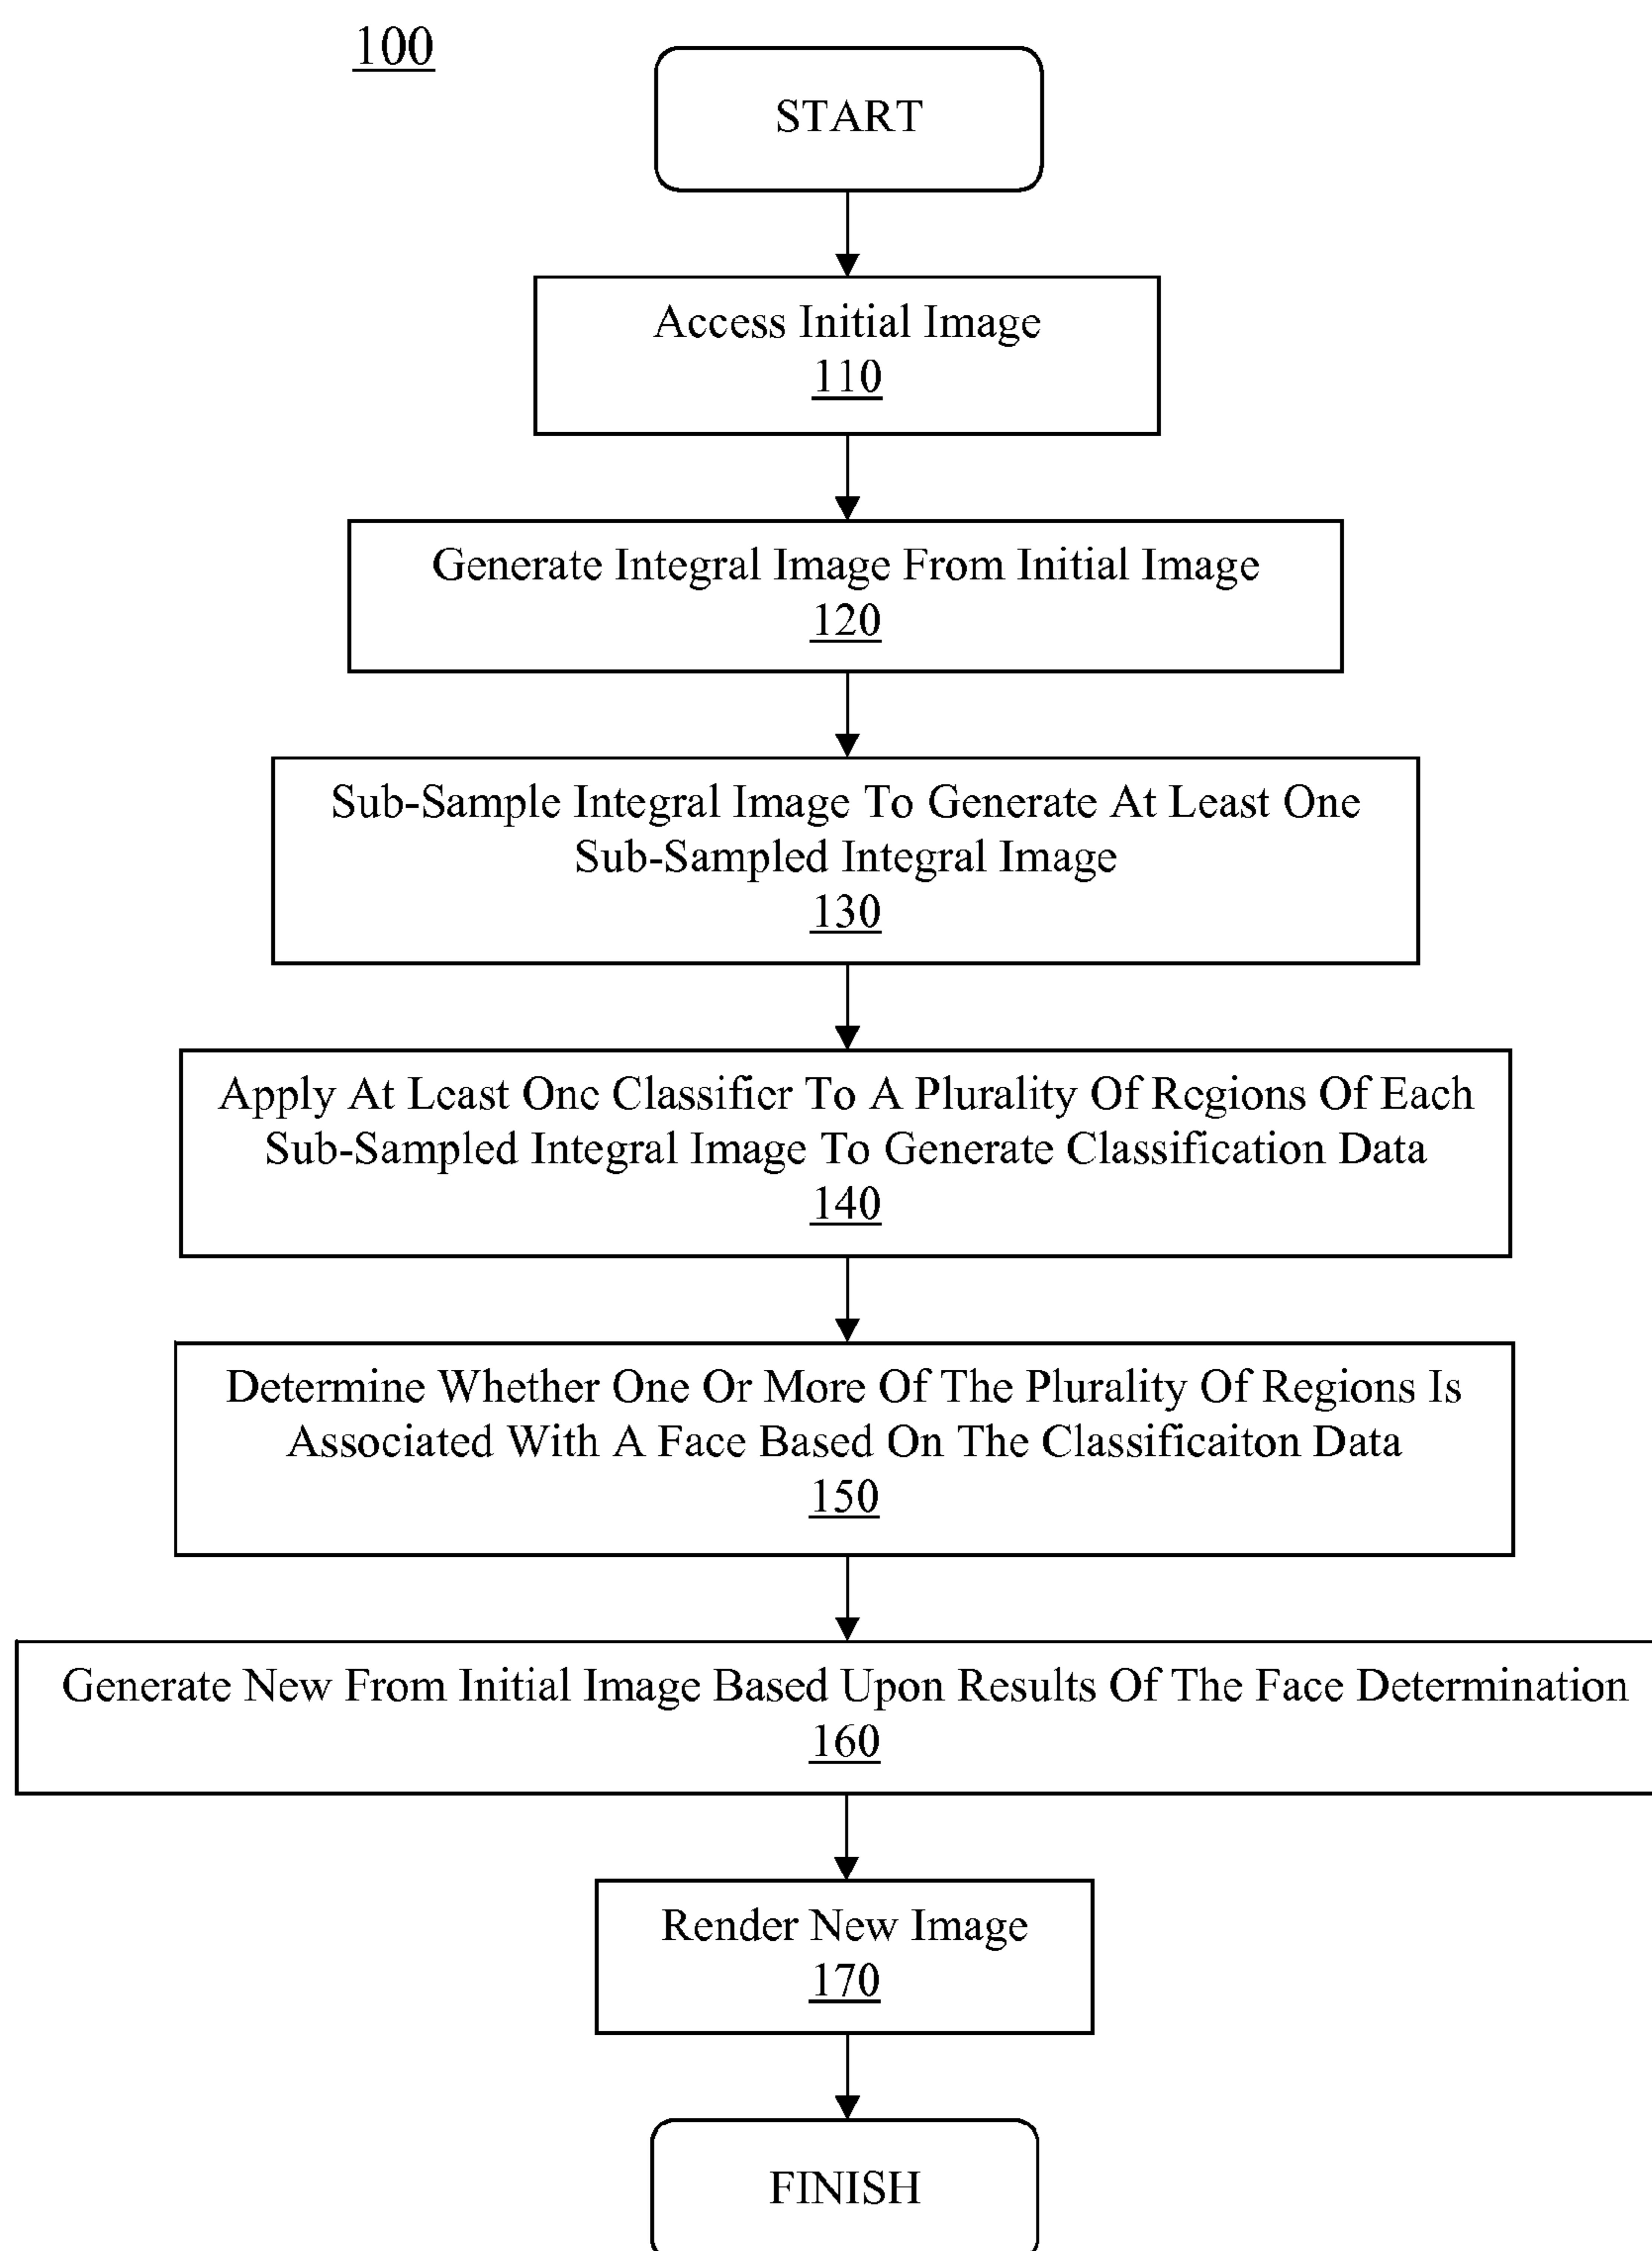 100
START
Access Initial Image
110
Generate Integral Image From Initial Image
120
Sub-Sample Integral Image To Generate At Least One
Sub-Sampled Integral Image
130
Apply At Least One Classifier To A Plurality Of Regions Of Each
Sub-Sampled Integral Image To Generate Classification Data
140
Determine Whether One Or More Of The Plurality Of Regions Is
Associated With A Face Based On The Classificaiton Data
150
Generate New From Initial Image Based Upon Results Of The Face Determination
160
Render New Image
170
FINISH